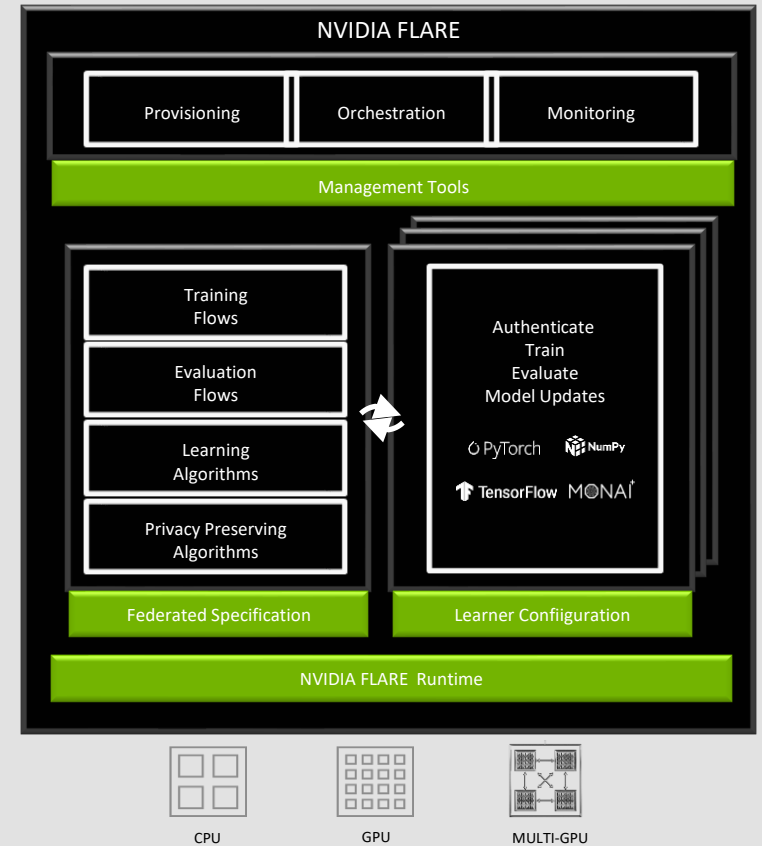 NVIDIA FLARE
Provisioning
Orchestration
Monitoring
Management Tools
Training
Flows
Evaluation
Flows
Learning
Algorithms
Privacy Preserving
Algorithms
Federated Specification
Authenticate
Train
Evaluate
Model Updates
PyTorch
NumPy
TensorFlow
MONAI
Learner Confiiguration
NVIDIA FLARE Runtime
CPU
GPU
MULTI-GPU